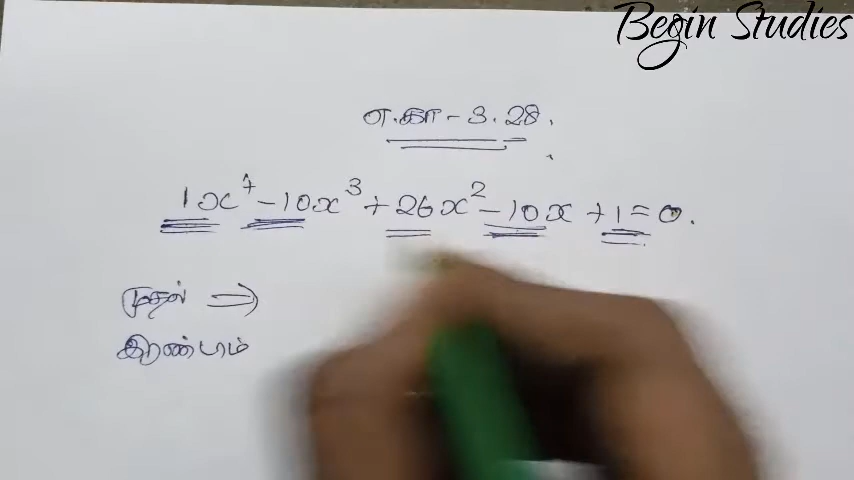 Begin Studies
எ.கா - 3.28.
1x⁴ - 10x³ + 26x² - 10x + 1 = 0.
முதல் ⇒
இரண்டாம்